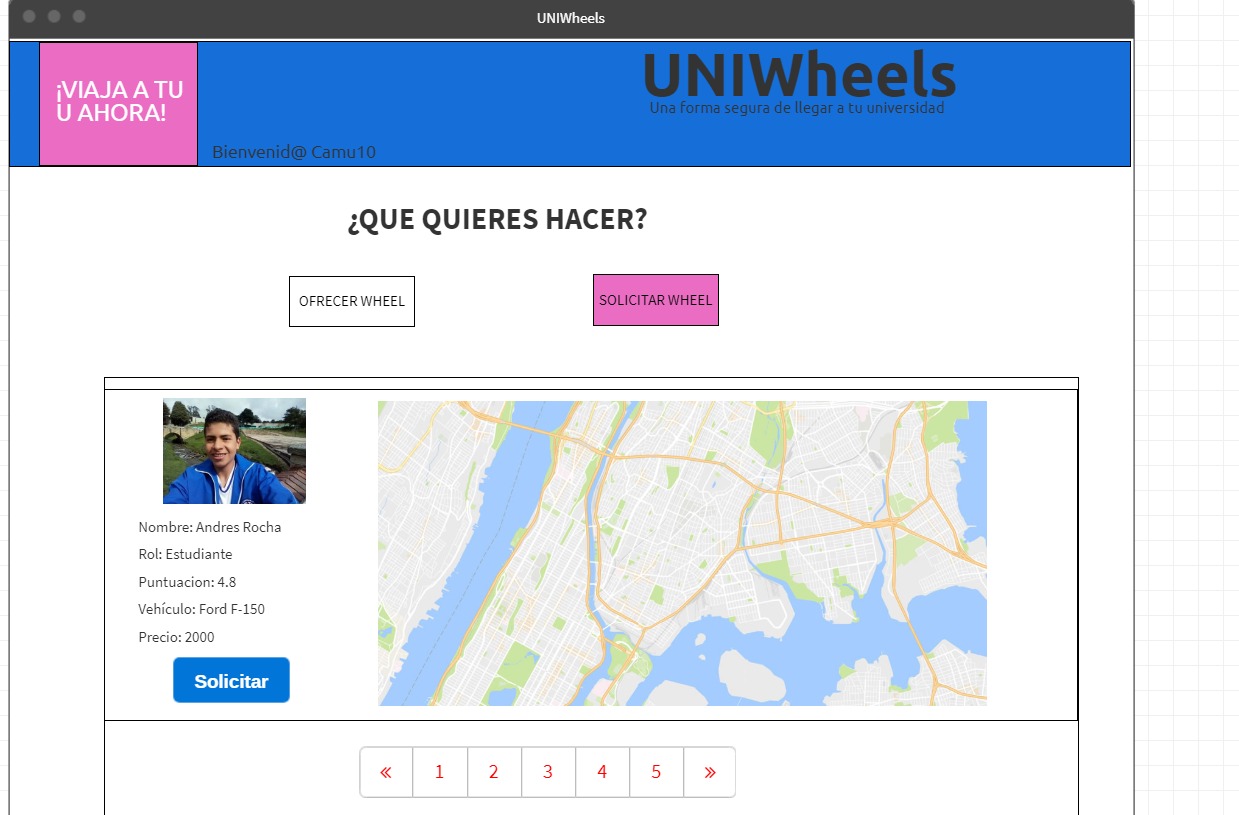 UNIWheels
¡VIAJA A TU
U AHORA!
UNIWheels
Una forma segura de llegar a tu universidad
Bienvenid@ Camu10
¿QUE QUIERES HACER?
OFRECER WHEEL
SOLICITAR WHEEL
Nombre: Andres Rocha
Rol: Estudiante
Puntuacion: 4.8
Vehículo: Ford F-150
Precio: 2000
Solicitar
« 1 2 3 4 5 »